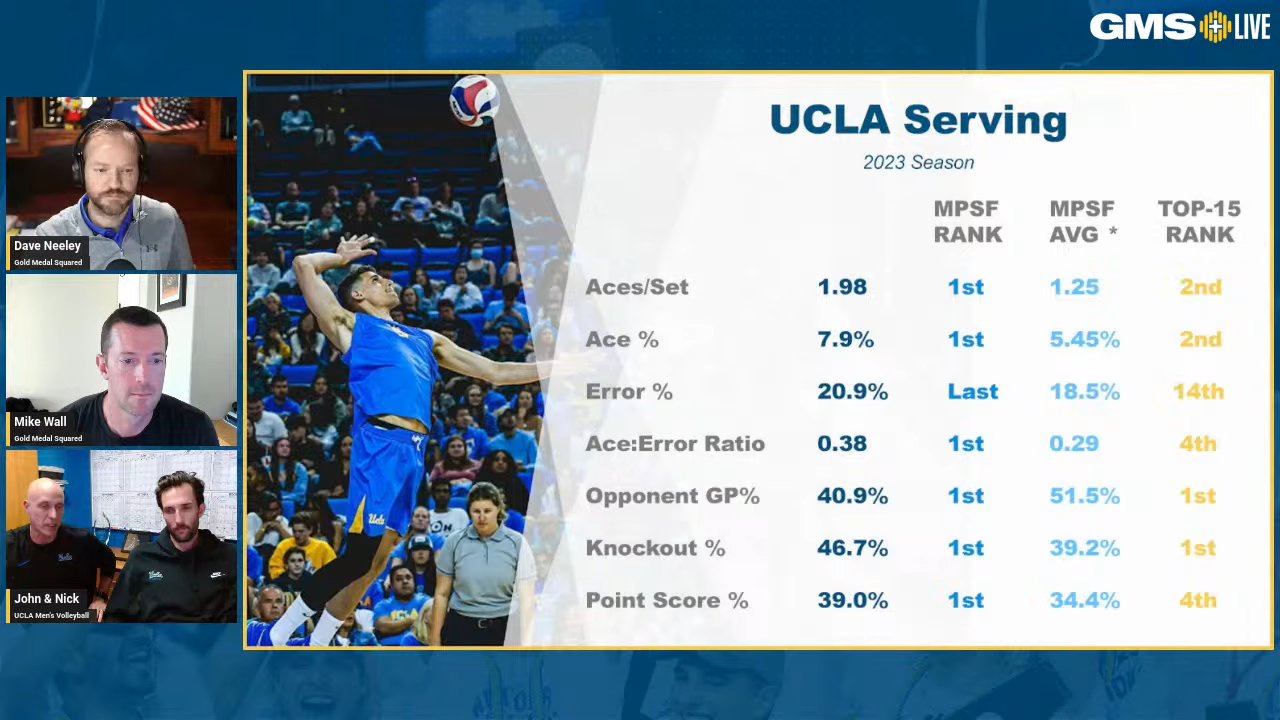 GMS LIVE
Dave Neeley
Gold Medal Squared
Mike Wall
Gold Medal Squared
John & Nick
UCLA Men's Volleyball
UCLA Serving
2023 Season
MPSF RANK
MPSF AVG *
TOP-15 RANK
Aces/Set 1.98 1st 1.25 2nd
Ace % 7.9% 1st 5.45% 2nd
Error % 20.9% Last 18.5% 14th
Ace:Error Ratio 0.38 1st 0.29 4th
Opponent GP% 40.9% 1st 51.5% 1st
Knockout % 46.7% 1st 39.2% 1st
Point Score % 39.0% 1st 34.4% 4th
Ucla